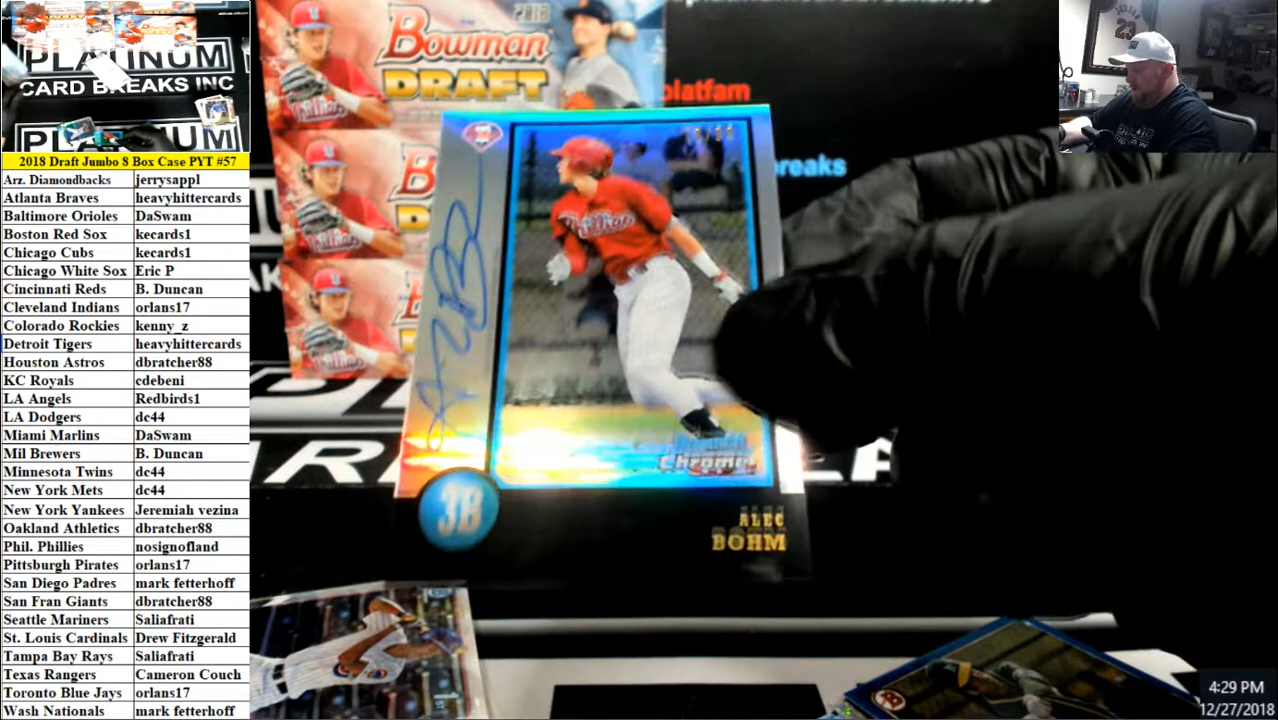 PLATINUM
CARD BREAKS INC
PLATINUM
2018 Draft Jumbo 8 Box Case PYT #57
Arz. Diamondbacks jerrysappl
Atlanta Braves heavyhittercards
Baltimore Orioles DaSwam
Boston Red Sox kecards1
Chicago Cubs kecards1
Chicago White Sox Eric P
Cincinnati Reds B. Duncan
Cleveland Indians orlans17
Colorado Rockies kenny_z
Detroit Tigers heavyhittercards
Houston Astros dbratcher88
KC Royals cdebeni
LA Angels Redbirds1
LA Dodgers dc44
Miami Marlins DaSwam
Mil Brewers B. Duncan
Minnesota Twins dc44
New York Mets dc44
New York Yankees Jeremiah vezina
Oakland Athletics dbratcher88
Phil. Phillies nosignofland
Pittsburgh Pirates orlans17
San Diego Padres mark fetterhoff
San Fran Giants dbratcher88
Seattle Mariners Saliafrati
St. Louis Cardinals Drew Fitzgerald
Tampa Bay Rays Saliafrati
Texas Rangers Cameron Couch
Toronto Blue Jays orlans17
Wash Nationals mark fetterhoff
2018
Bowman
DRAFT
platfam
breaks
Phillies
Bowman
Chrome
3B
ALEC
BOHM
23
4:29 PM
12/27/2018